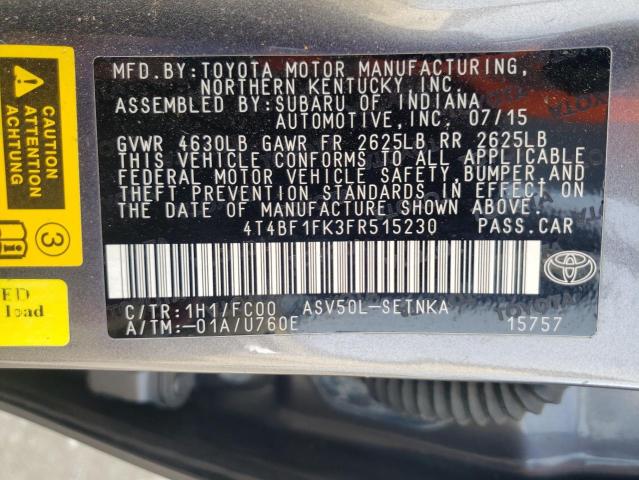 MFD.BY:TOYOTA MOTOR MANUFACTURING,
NORTHERN KENTUCKY,INC.
ASSEMBLED BY:SUBARU OF INDIANA
AUTOMOTIVE,INC. 07/15
GVWR 4630LB GAWR FR 2625LB RR 2625LB
THIS VEHICLE CONFORMS TO ALL APPLICABLE
FEDERAL MOTOR VEHICLE SAFETY,BUMPER,AND
THEFT PREVENTION STANDARDS IN EFFECT ON
THE DATE OF MANUFACTURE SHOWN ABOVE.
4T4BF1FK3FR515230 PASS.CAR
C/TR:1H1/FC00 ASV50L-SETNKA
A/TM:-01A/U760E 15757
CAUTION
ATTENTION
ACHTUNG
3
ED
load